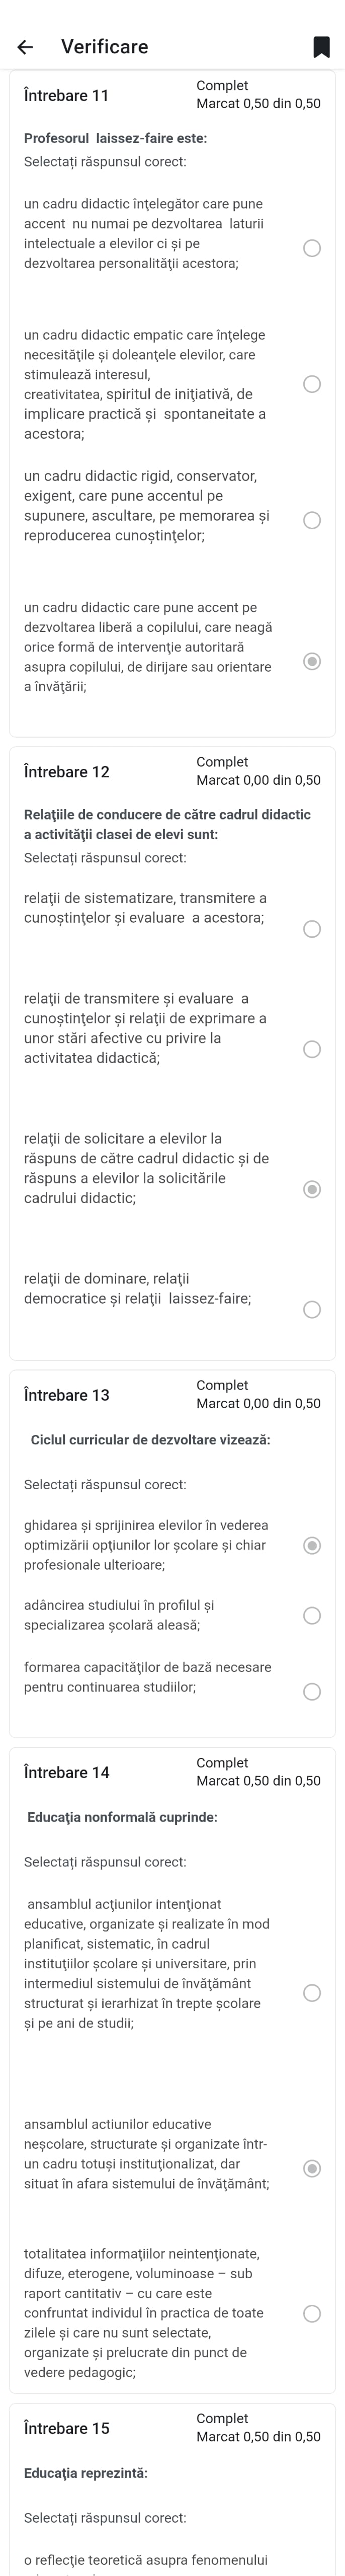 Verificare
Întrebare 11
Complet
Marcat 0,50 din 0,50
Profesorul laissez-faire este:
Selectați răspunsul corect:
un cadru didactic înţelegător care pune
accent nu numai pe dezvoltarea laturii
intelectuale a elevilor ci şi pe
dezvoltarea personalităţii acestora;
un cadru didactic empatic care înţelege
necesităţile şi doleanţele elevilor, care
stimulează interesul,
creativitatea, spiritul de iniţiativă, de
implicare practică şi spontaneitate a
acestora;
un cadru didactic rigid, conservator,
exigent, care pune accentul pe
supunere, ascultare, pe memorarea şi
reproducerea cunoştinţelor;
un cadru didactic care pune accent pe
dezvoltarea liberă a copilului, care neagă
orice formă de intervenţie autoritară
asupra copilului, de dirijare sau orientare
a învăţării;
Întrebare 12
Complet
Marcat 0,00 din 0,50
Relaţiile de conducere de către cadrul didactic
a activităţii clasei de elevi sunt:
Selectați răspunsul corect:
relaţii de sistematizare, transmitere a
cunoştinţelor şi evaluare a acestora;
relaţii de transmitere şi evaluare a
cunoştinţelor şi relaţii de exprimare a
unor stări afective cu privire la
activitatea didactică;
relaţii de solicitare a elevilor la
răspuns de către cadrul didactic şi de
răspuns a elevilor la solicitările
cadrului didactic;
relaţii de dominare, relaţii
democratice şi relaţii laissez-faire;
Întrebare 13
Complet
Marcat 0,00 din 0,50
Ciclul curricular de dezvoltare vizează:
Selectați răspunsul corect:
ghidarea şi sprijinirea elevilor în vederea
optimizării opţiunilor lor şcolare şi chiar
profesionale ulterioare;
adâncirea studiului în profilul şi
specializarea şcolară aleasă;
formarea capacităţilor de bază necesare
pentru continuarea studiilor;
Întrebare 14
Complet
Marcat 0,50 din 0,50
Educaţia nonformală cuprinde:
Selectați răspunsul corect:
ansamblul acţiunilor intenţionat
educative, organizate şi realizate în mod
planificat, sistematic, în cadrul
instituţiilor şcolare şi universitare, prin
intermediul sistemului de învăţământ
structurat şi ierarhizat în trepte şcolare
şi pe ani de studii;
ansamblul actiunilor educative
neşcolare, structurate şi organizate într-
un cadru totuşi instituţionalizat, dar
situat în afara sistemului de învăţământ;
totalitatea informaţiilor neintenţionate,
difuze, eterogene, voluminoase – sub
raport cantitativ – cu care este
confruntat individul în practica de toate
zilele şi care nu sunt selectate,
organizate şi prelucrate din punct de
vedere pedagogic;
Întrebare 15
Complet
Marcat 0,50 din 0,50
Educaţia reprezintă:
Selectați răspunsul corect:
o reflecţie teoretică asupra fenomenului